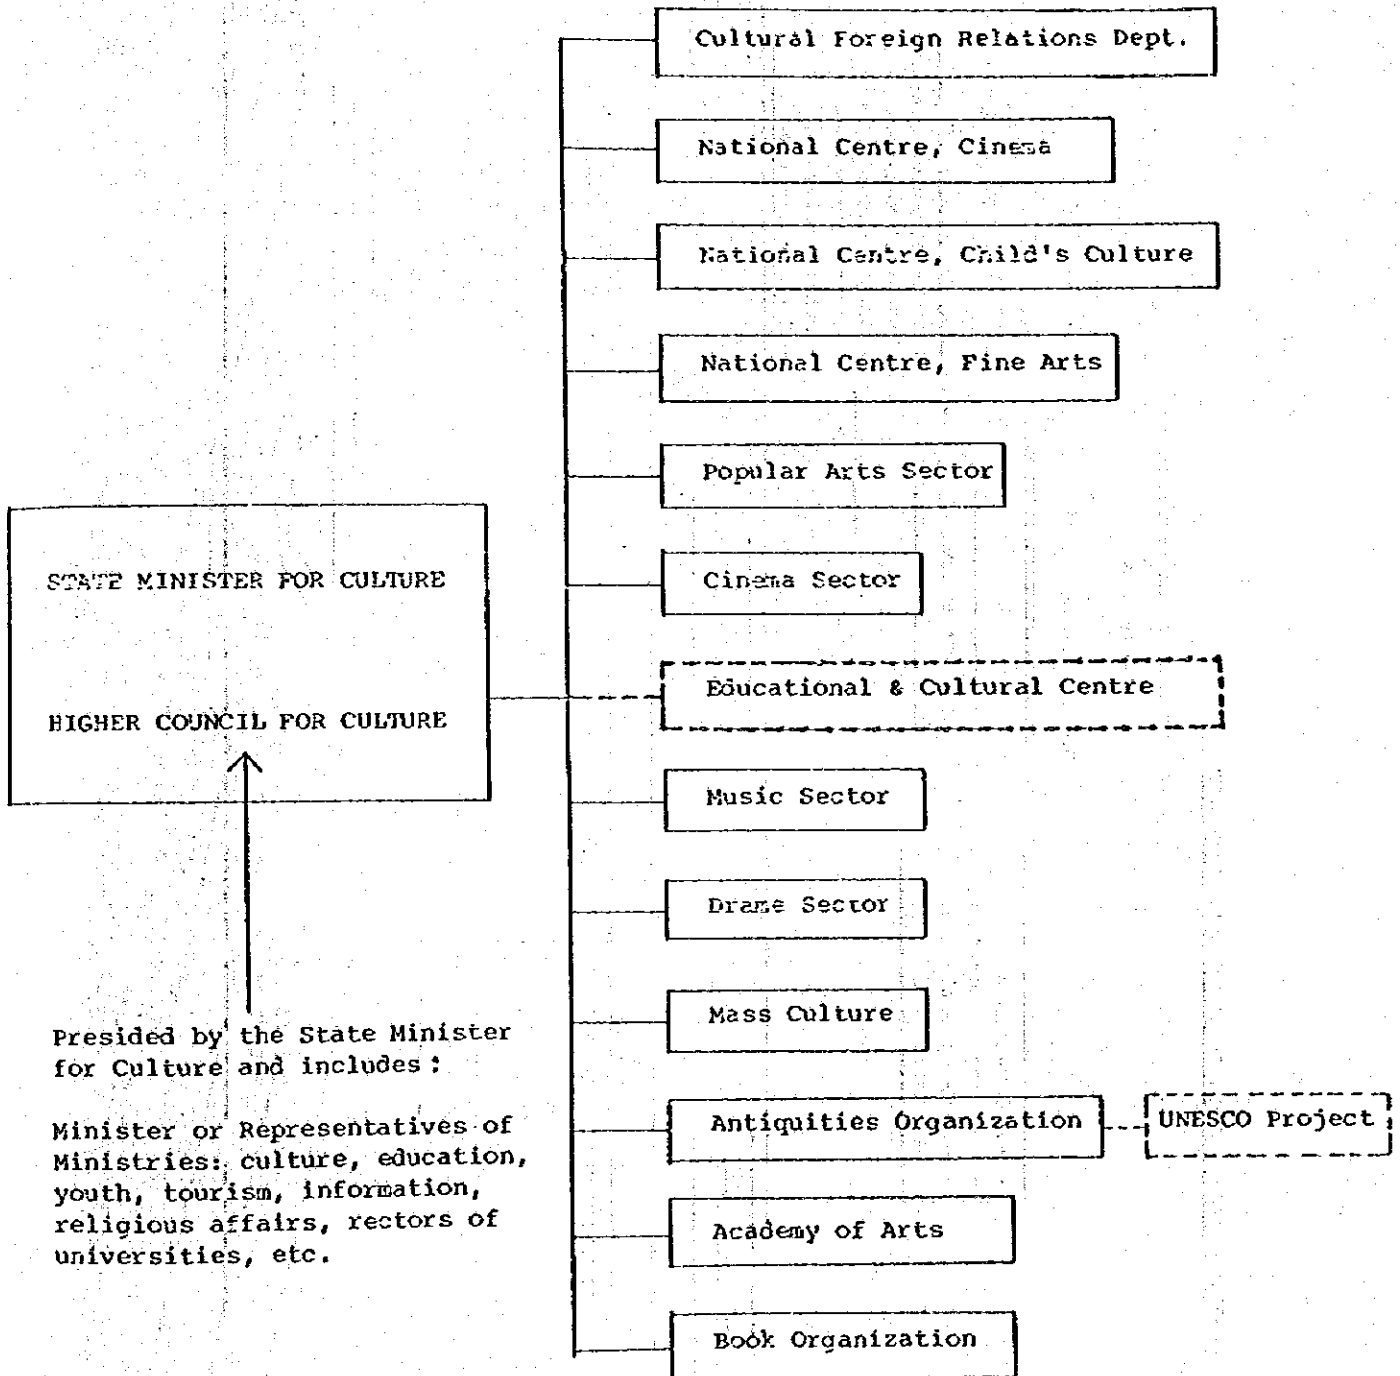 Cultural Foreign Relations Dept.
National Centre, Cinema
National Centre, Child's Culture
National Centre, Fine Arts
Popular Arts Sector
Cinema Sector
STATE MINISTER FOR CULTURE
HIGHER COUNCIL FOR CULTURE
Educational & Cultural Centre
Music Sector
Drame Sector
Mass Culture
Antiquities Organization
UNESCO Project
Academy of Arts
Book Organization
Presided by the State Minister
for Culture and includes:
Minister or Representatives of
Ministries: culture, education,
youth, tourism, information,
religious affairs, rectors of
universities, etc.